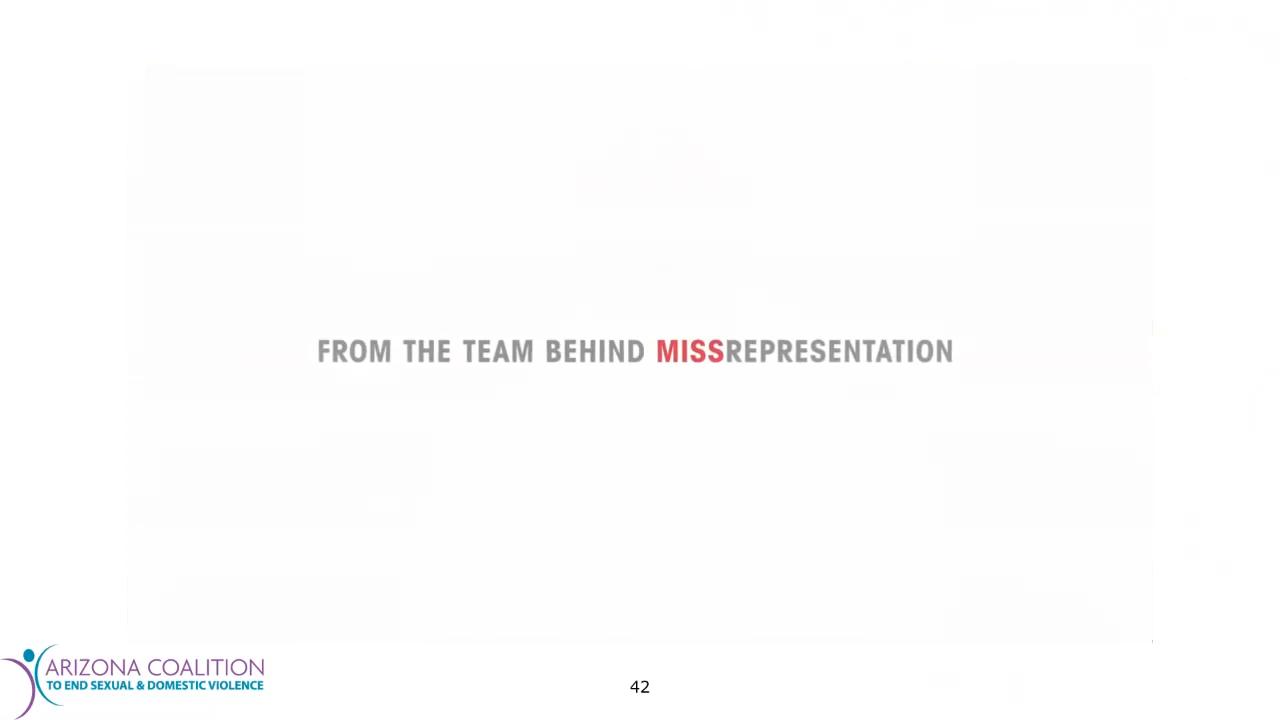 FROM THE TEAM BEHIND MISSREPRESENTATION
ARIZONA COALITION
TO END SEXUAL & DOMESTIC VIOLENCE
42